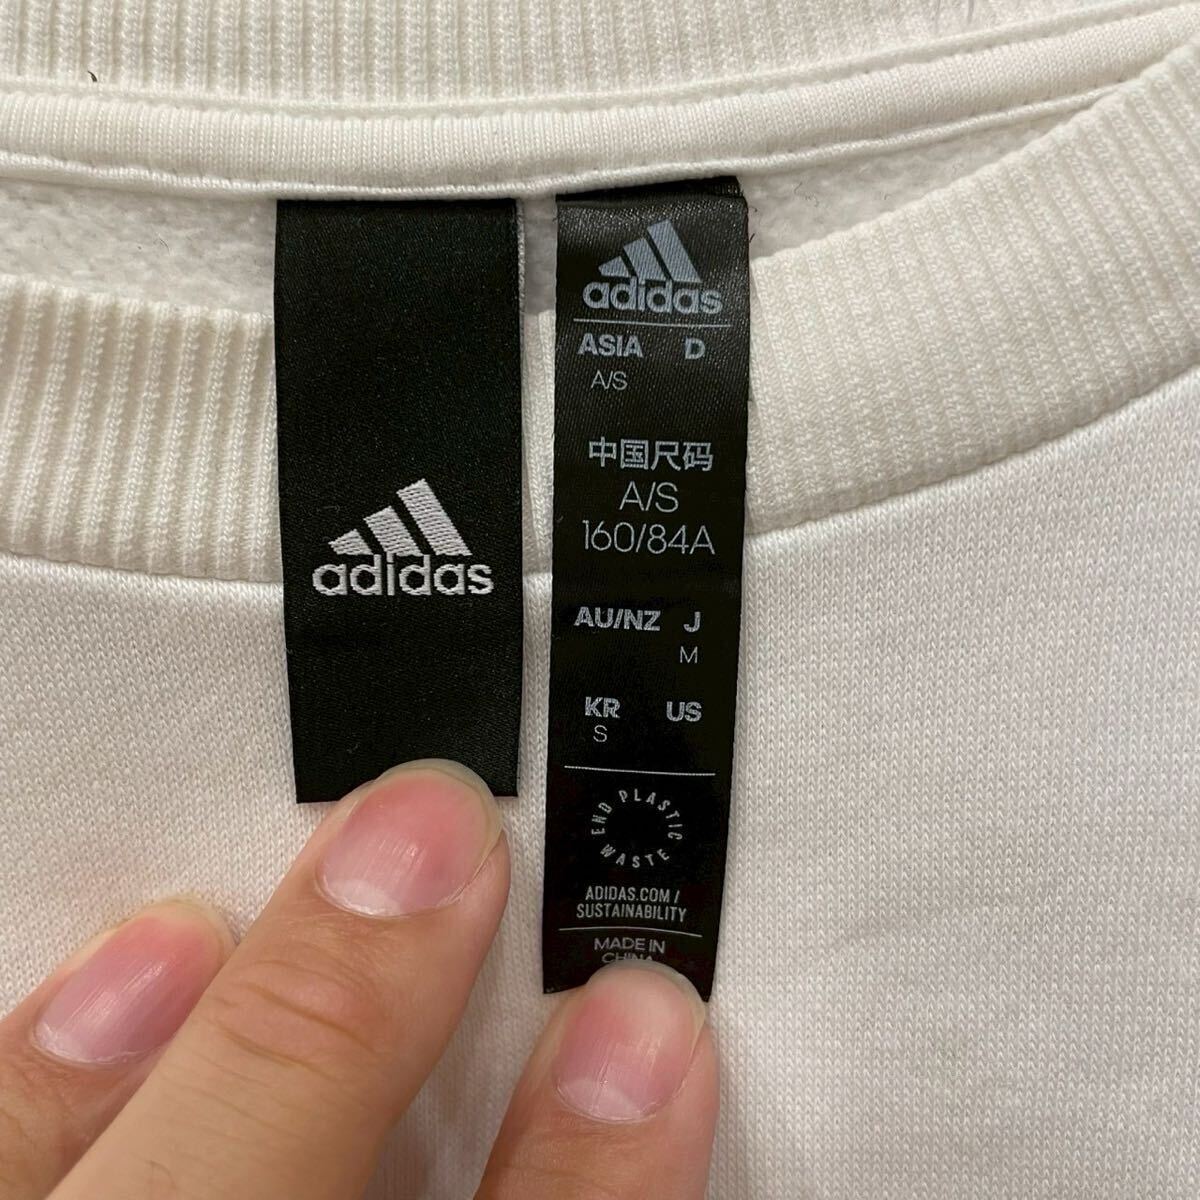 adidas
adidas
ASIA D
A/S
中国尺码
A/S
160/84A
AU/NZ J
M
KR US
S
END PLASTIC WASTE
ADIDAS.COM/
SUSTAINABILITY
MADE IN
CHINA